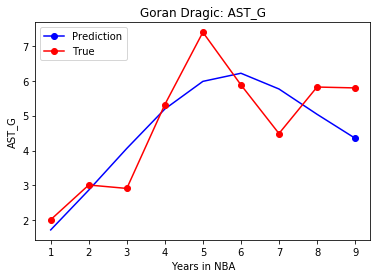 Goran Dragic: AST_G
Prediction
True
AST_G
7
6
5
4
3
2
1 2 3 4 5 6 7 8 9
Years in NBA